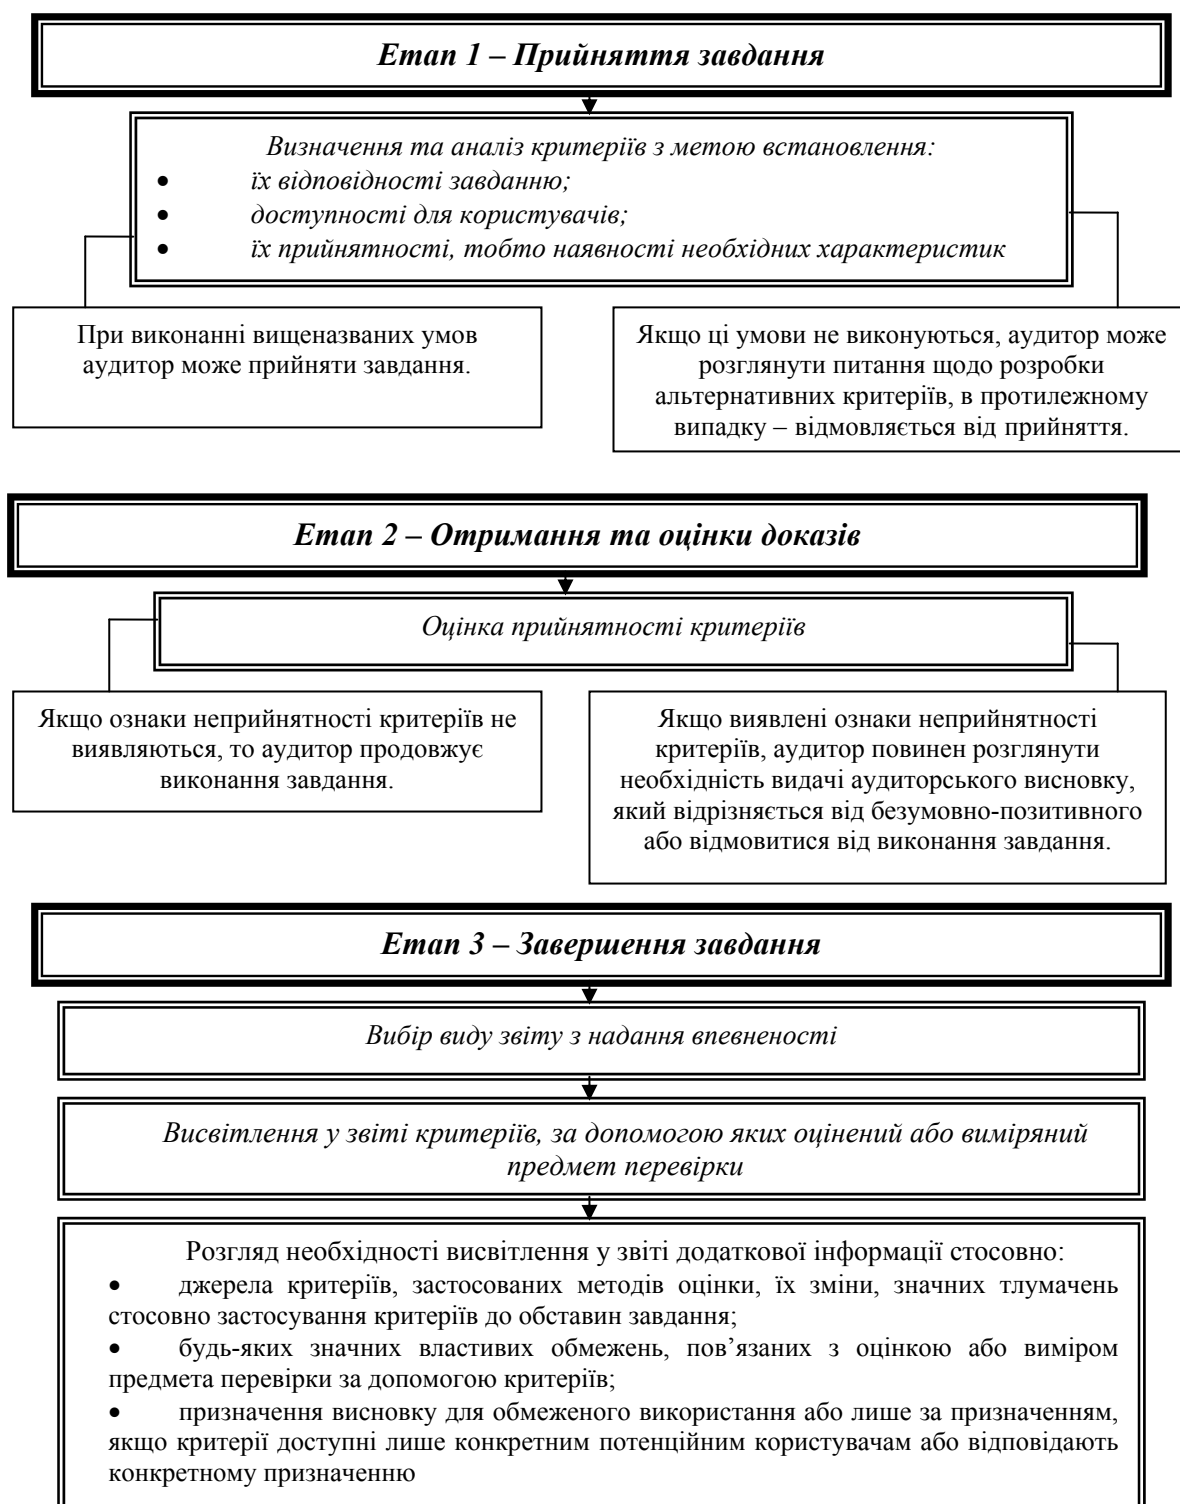 Етап 1 – Прийняття завдання
Визначення та аналіз критеріїв з метою встановлення:
• їх відповідності завданню;
• доступності для користувачів;
• їх прийнятності, тобто наявності необхідних характеристик
При виконанні вищеназваних умов
аудитор може прийняти завдання.
Якщо ці умови не виконуються, аудитор може
розглянути питання щодо розробки
альтернативних критеріїв, в протилежному
випадку – відмовляється від прийняття.
Етап 2 – Отримання та оцінки доказів
Оцінка прийнятності критеріїв
Якщо ознаки неприйнятності критеріїв не
виявляються, то аудитор продовжує
виконання завдання.
Якщо виявлені ознаки неприйнятності
критеріїв, аудитор повинен розглянути
необхідність видачі аудиторського висновку,
який відрізняється від безумовно-позитивного
або відмовитися від виконання завдання.
Етап 3 – Завершення завдання
Вибір виду звіту з надання впевненості
Висвітлення у звіті критеріїв, за допомогою яких оцінений або виміряний
предмет перевірки
Розгляд необхідності висвітлення у звіті додаткової інформації стосовно:
• джерела критеріїв, застосованих методів оцінки, їх зміни, значних тлумачень
стосовно застосування критеріїв до обставин завдання;
• будь-яких значних властивих обмежень, пов’язаних з оцінкою або виміром
предмета перевірки за допомогою критеріїв;
• призначення висновку для обмеженого використання або лише за призначенням,
якщо критерії доступні лише конкретним потенційним користувачам або відповідають
конкретному призначенню